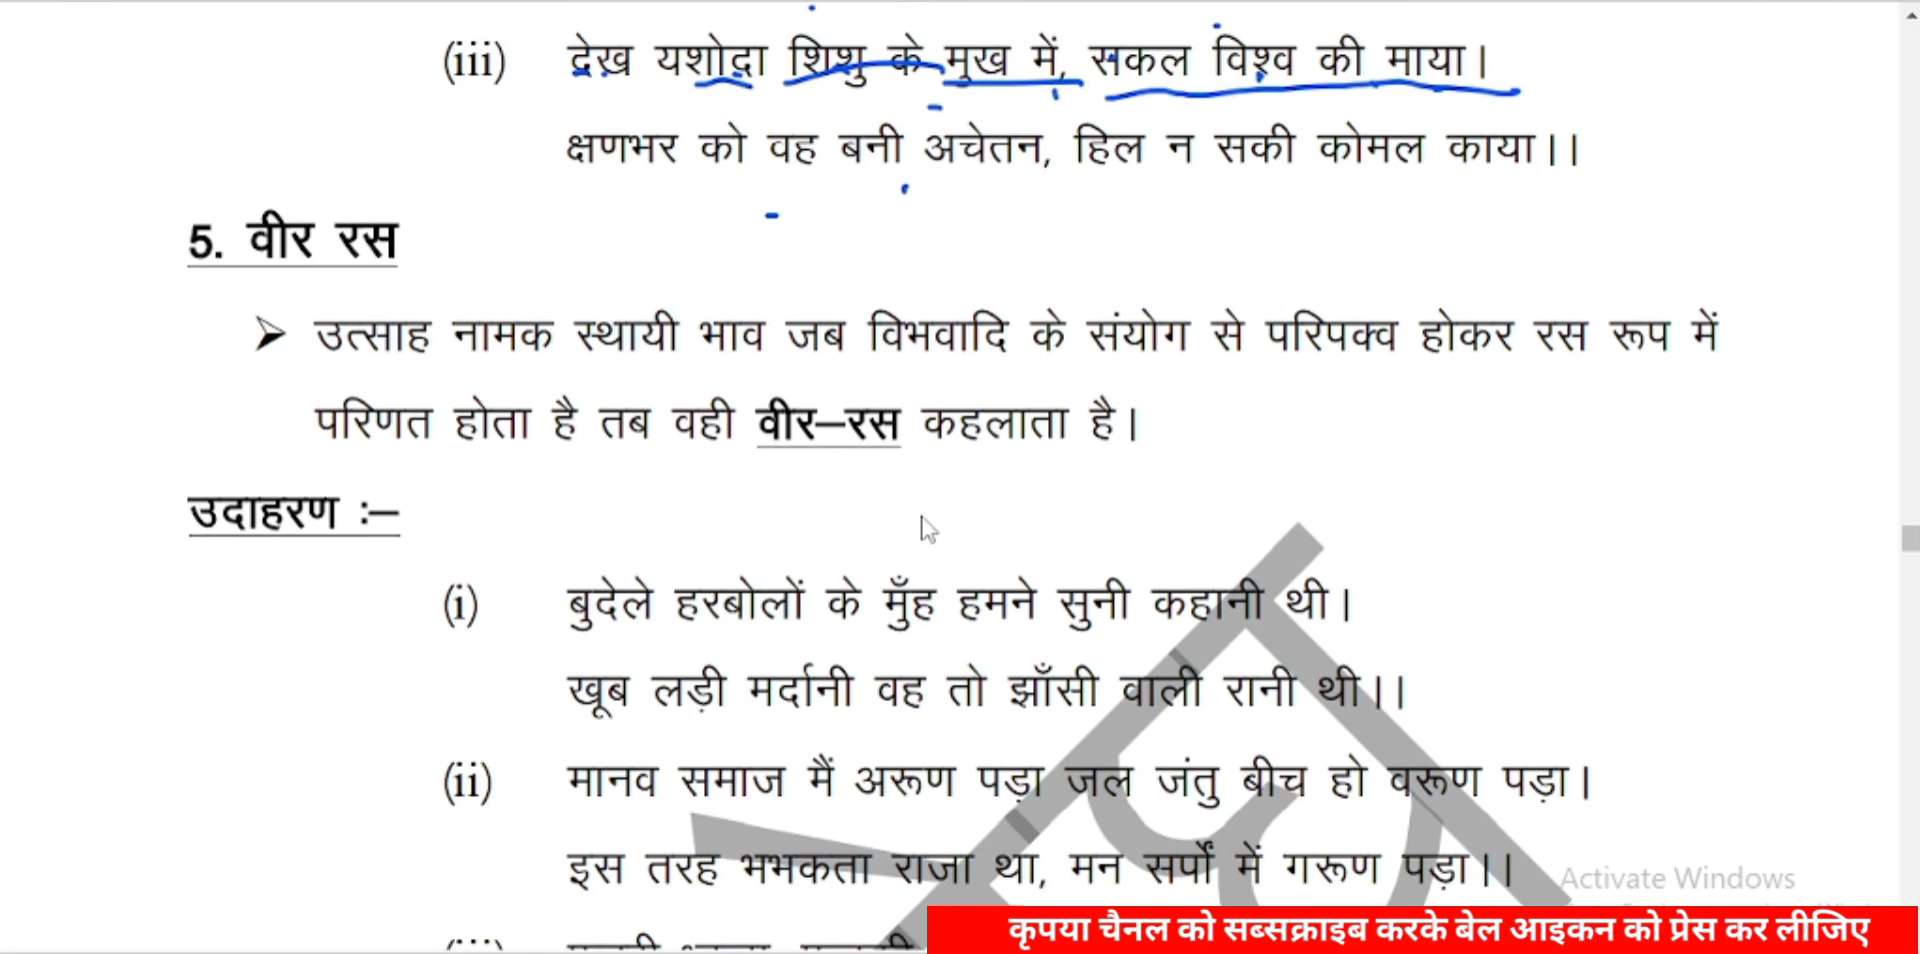 (iii) देख यशोदा शिशु के मुख में, सकल विश्व की माया।
क्षणभर को वह बनी अचेतन, हिल न सकी कोमल काया।।
5. वीर रस
➢ उत्साह नामक स्थायी भाव जब विभवादि के संयोग से परिपक्व होकर रस रूप में
परिणत होता है तब वही वीर–रस कहलाता है।
उदाहरण :–
(i) बुदेले हरबोलों के मुँह हमने सुनी कहानी थी।
खूब लड़ी मर्दानी वह तो झाँसी वाली रानी थी।।
(ii) मानव समाज मैं अरूण पड़ा जल जंतु बीच हो वरूण पड़ा।
इस तरह भभकता राजा था, मन सर्पों में गरूण पड़ा।।
Activate Windows
(iii)
कृपया चैनल को सब्सक्राइब करके बेल आइकन को प्रेस कर लीजिए